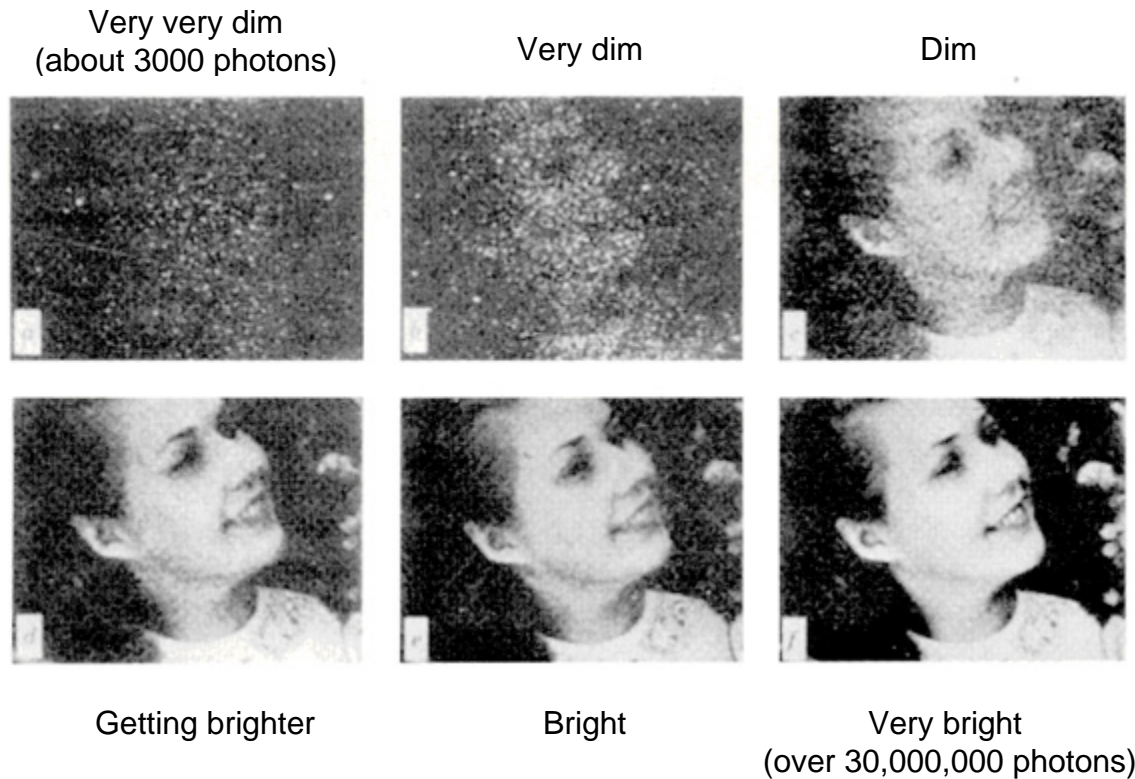 Very very dim
(about 3000 photons)
Very dim
Dim
a
b
c
d
e
f
Getting brighter
Bright
Very bright
(over 30,000,000 photons)